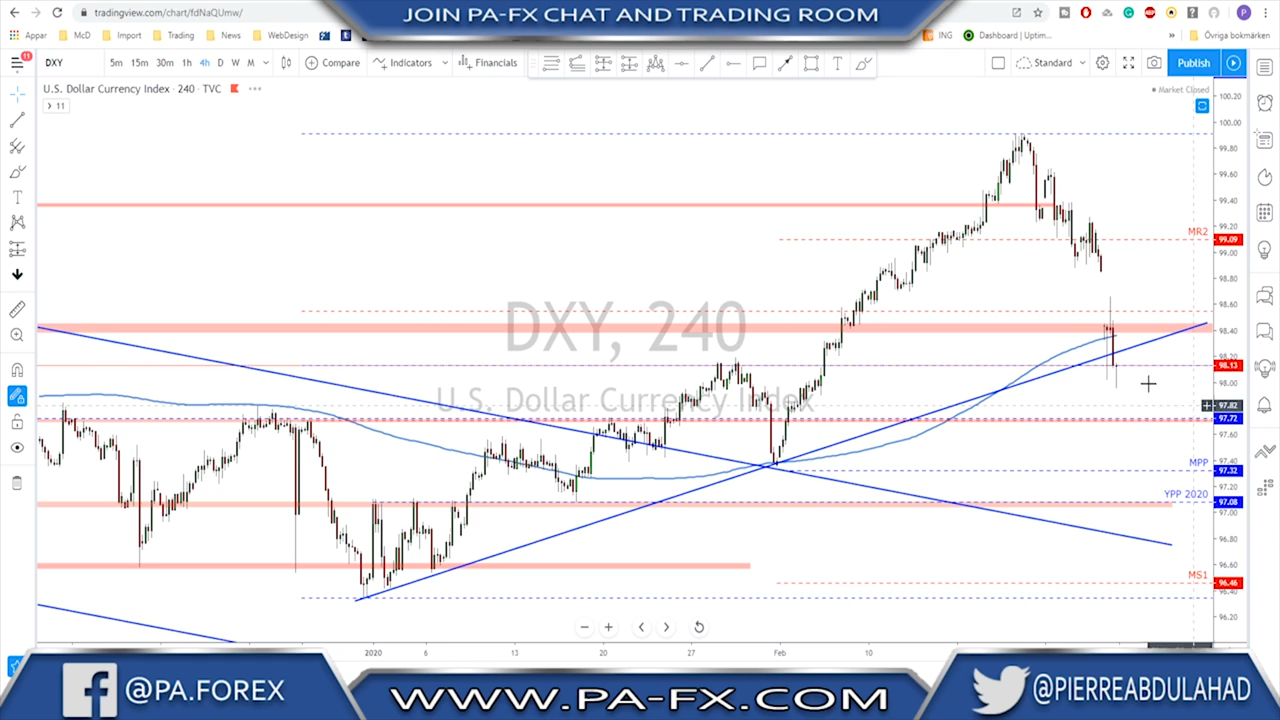 tradingview.com/chart/fdNaQUmw/
JOIN PA-FX CHAT AND TRADING ROOM
Appar McD Import Trading News WebDesign ING Dashboard | Uptim... Övriga bokmärken
DXY 5m 15m 30m 1h 4h D W M Compare Indicators Financials Standard Publish
11
U.S. Dollar Currency Index · 240 · TVC
Market Closed
11
100.20
100.00
99.80
99.60
99.40
99.20
MR2 99.09
99.00
98.80
98.60
98.40
DXY, 240
98.20
98.13
98.00
U.S. Dollar Currency Index
97.82
97.72
97.60
97.40
MPP 97.32
97.20
YPP 2020 97.08
97.00
96.80
96.60
MS1 96.46
96.40
96.20
2020 6 13 20 27 Feb 10
@PA.FOREX
WWW.PA-FX.COM
@PIERREABDULAHAD